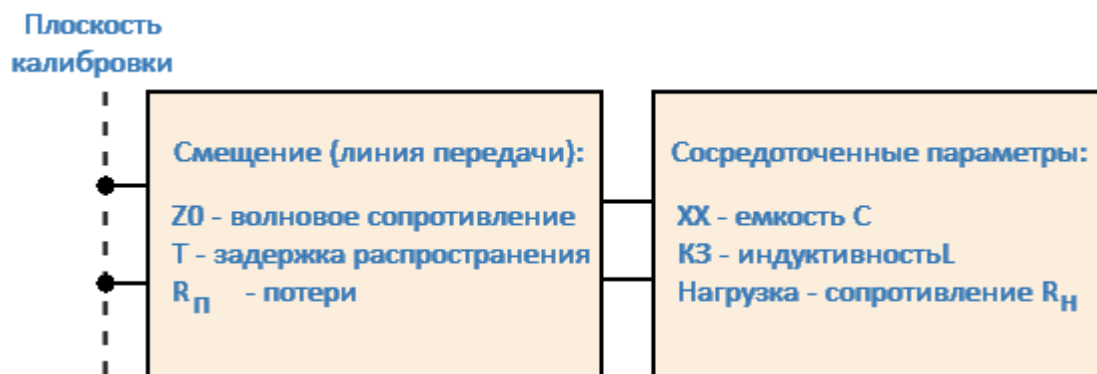 Плоскость
калибровки
Смещение (линия передачи):
Z0 - волновое сопротивление
T - задержка распространения
Rп - потери
Сосредоточенные параметры:
ХХ - емкость С
КЗ - индуктивностьL
Нагрузка - сопротивление Rн